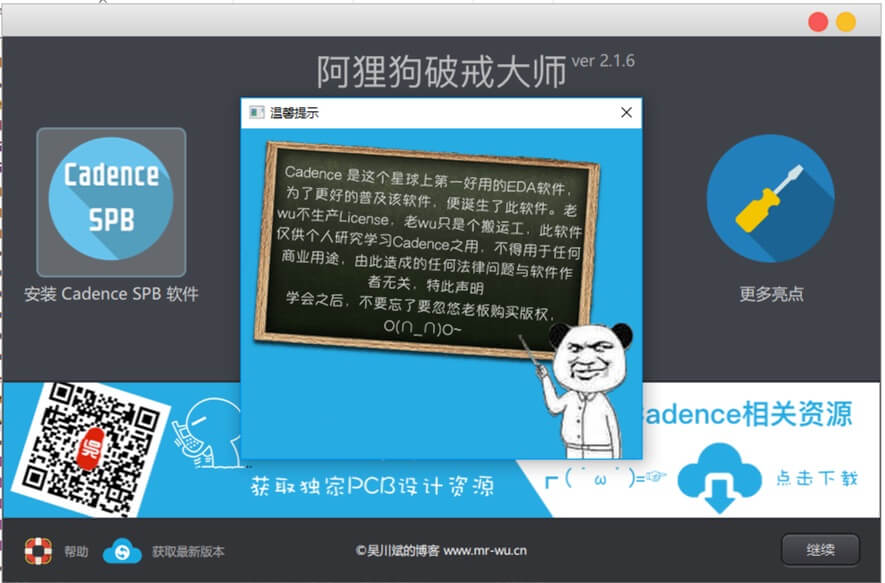 阿狸狗破戒大师 ver 2.1.6
温馨提示
Cadence 是这个星球上第一好用的EDA软件，
为了更好的普及该软件，便诞生了此软件。老
wu不生产License，老wu只是个搬运工，此软件
仅供个人研究学习Cadence之用，不得用于任何
商业用途，由此造成的任何法律问题与软件作
者无关，特此声明
学会之后，不要忘了要忽悠老板购买版权，
O(∩_∩)O~
Cadence
SPB
安装 Cadence SPB 软件
更多亮点
adence相关资源
获取独家PCB设计资源
点击下载
帮助
获取最新版本
©吴川斌的博客 www.mr-wu.cn
继续